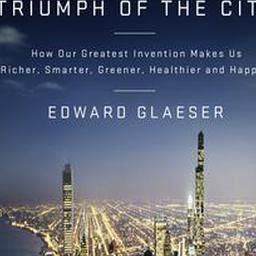 TRIUMPH OF THE CIT
How Our Greatest Invention Makes Us
Richer, Smarter, Greener, Healthier and Happ
EDWARD GLAESER